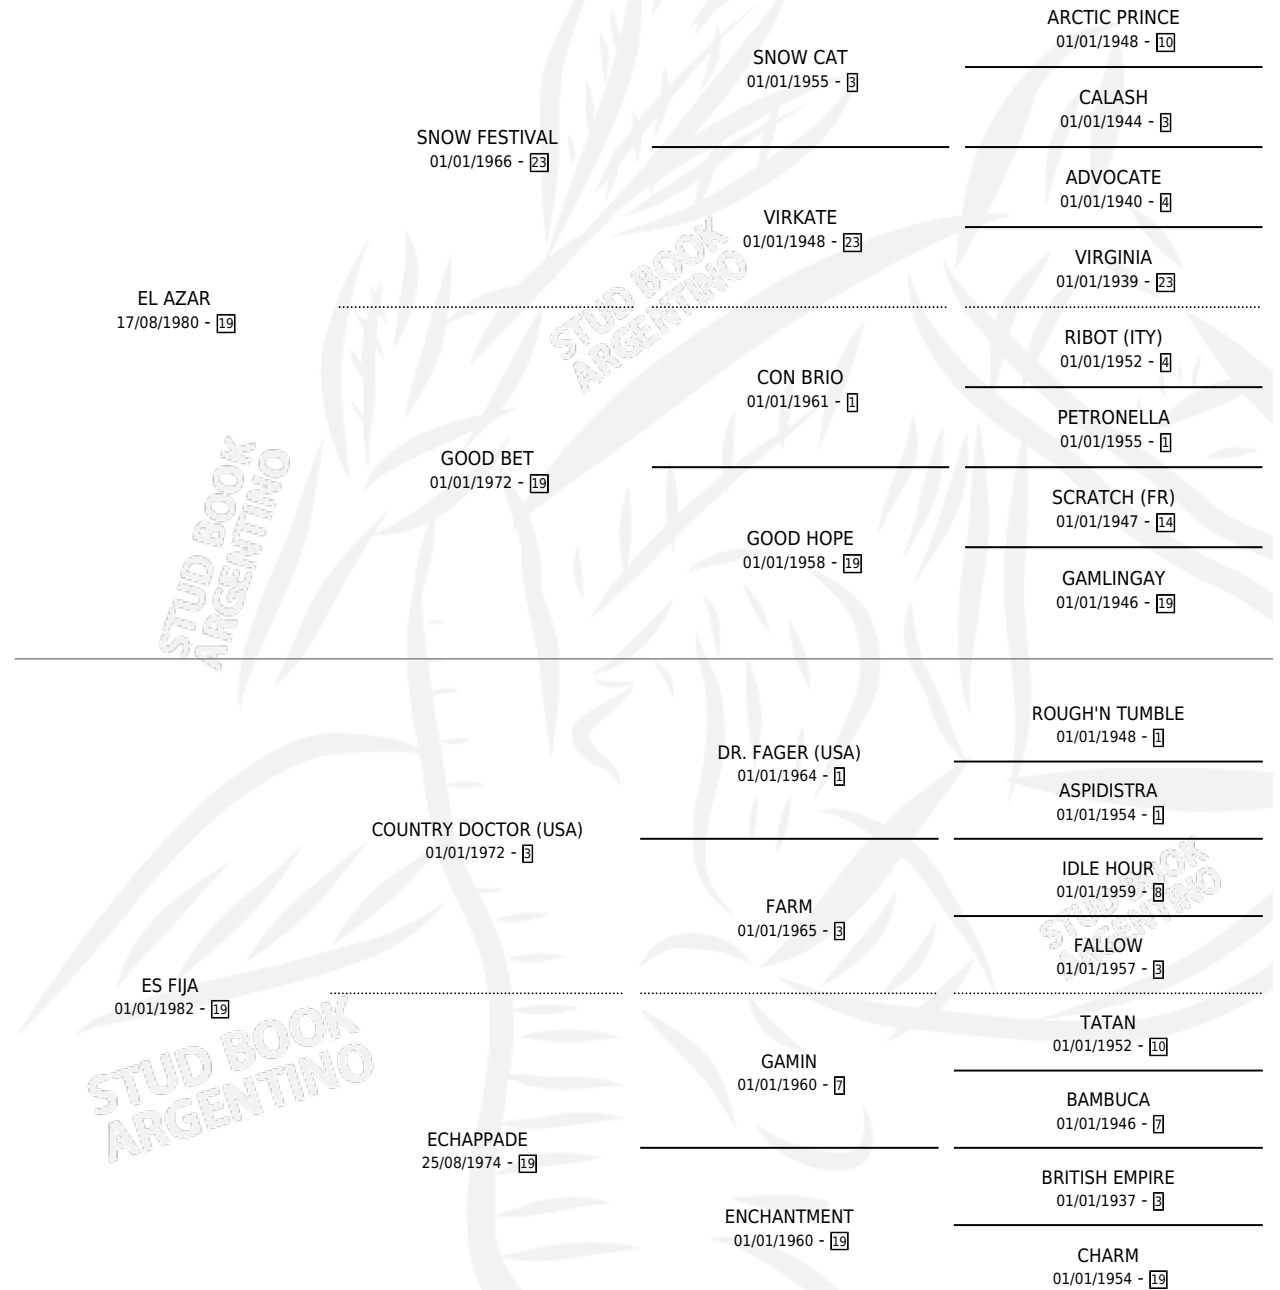 ARCTIC PRINCE
01/01/1948 - 10
SNOW CAT
01/01/1955 - 3
CALASH
01/01/1944 - 3
SNOW FESTIVAL
01/01/1966 - 23
ADVOCATE
01/01/1940 - 4
VIRKATE
01/01/1948 - 23
VIRGINIA
01/01/1939 - 23
EL AZAR
17/08/1980 - 19
RIBOT (ITY)
01/01/1952 - 4
CON BRIO
01/01/1961 - 1
PETRONELLA
01/01/1955 - 1
GOOD BET
01/01/1972 - 19
SCRATCH (FR)
01/01/1947 - 14
GOOD HOPE
01/01/1958 - 19
GAMLINGAY
01/01/1946 - 19
STUD BOOK
ARGENTINO
STUD BOOK
ARGENTINO
ROUGH'N TUMBLE
01/01/1948 - 1
DR. FAGER (USA)
01/01/1964 - 1
ASPIDISTRA
01/01/1954 - 1
COUNTRY DOCTOR (USA)
01/01/1972 - 3
IDLE HOUR
01/01/1959 - 8
FARM
01/01/1965 - 3
FALLOW
01/01/1957 - 3
STUD BOOK
ARGENTINO
ES FIJA
01/01/1982 - 19
TATAN
01/01/1952 - 10
GAMIN
01/01/1960 - 7
BAMBUCA
01/01/1946 - 7
STUD BOOK
ARGENTINO
ECHAPPADE
25/08/1974 - 19
BRITISH EMPIRE
01/01/1937 - 3
ENCHANTMENT
01/01/1960 - 19
CHARM
01/01/1954 - 19